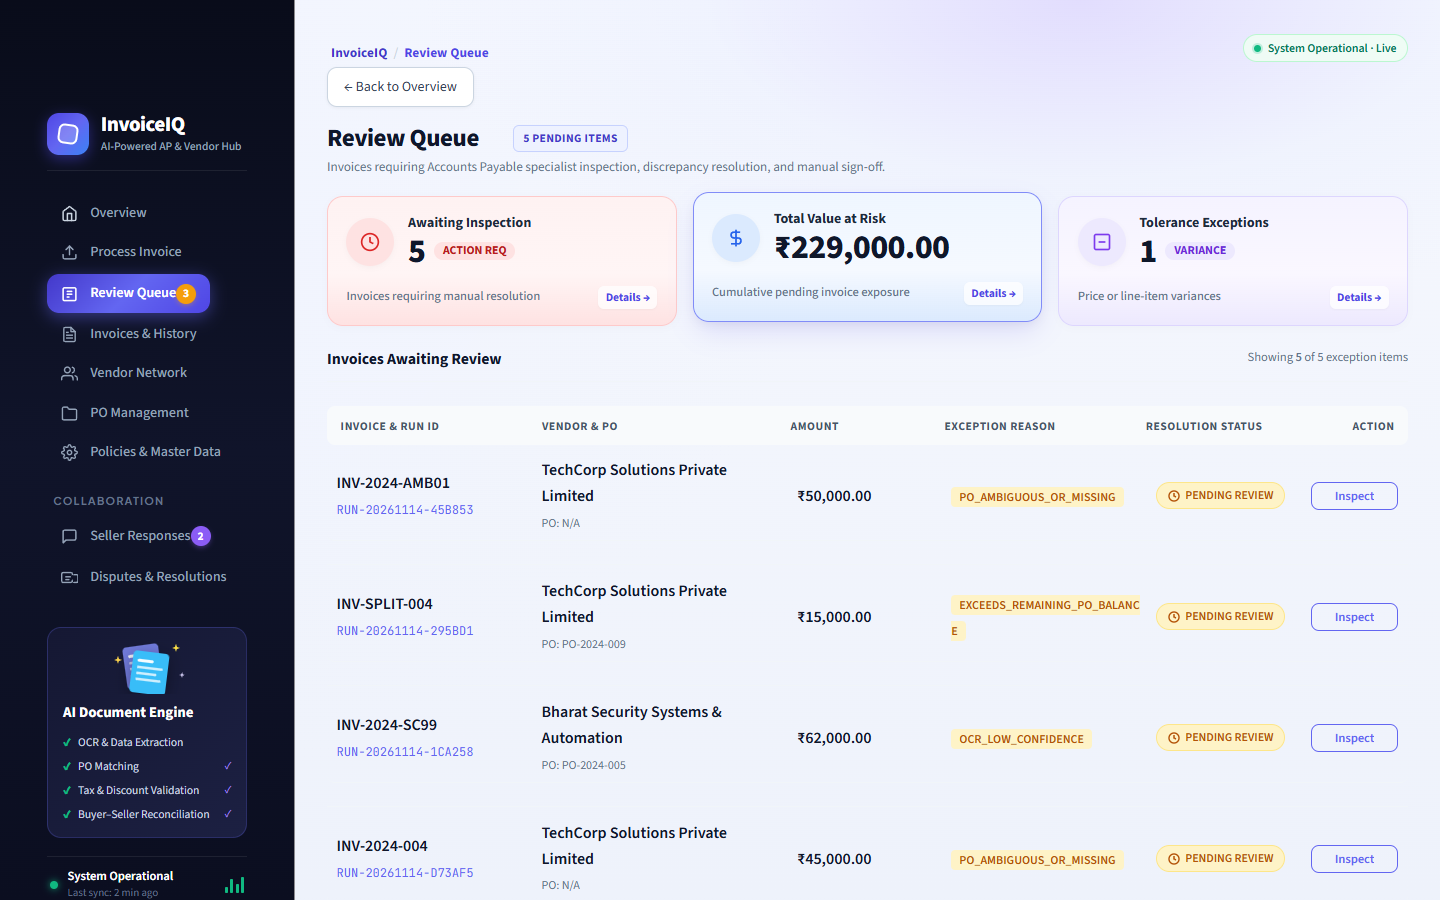 InvoiceIQ
AI-Powered AP & Vendor Hub
Overview
Process Invoice
Review Queue 3
Invoices & History
Vendor Network
PO Management
Policies & Master Data
COLLABORATION
Seller Responses 2
Disputes & Resolutions
AI Document Engine
✓ OCR & Data Extraction
✓ PO Matching ✓
✓ Tax & Discount Validation ✓
✓ Buyer–Seller Reconciliation ✓
System Operational
Last sync: 2 min ago
InvoiceIQ / Review Queue
System Operational · Live
← Back to Overview
Review Queue 5 PENDING ITEMS
Invoices requiring Accounts Payable specialist inspection, discrepancy resolution, and manual sign-off.
Awaiting Inspection
5 ACTION REQ
Invoices requiring manual resolution Details →
Total Value at Risk
₹229,000.00
Cumulative pending invoice exposure Details →
Tolerance Exceptions
1 VARIANCE
Price or line-item variances Details →
Invoices Awaiting Review Showing 5 of 5 exception items
INVOICE & RUN ID VENDOR & PO AMOUNT EXCEPTION REASON RESOLUTION STATUS ACTION
INV-2024-AMB01
RUN-20261114-45B853
TechCorp Solutions Private
Limited
PO: N/A
₹50,000.00
PO_AMBIGUOUS_OR_MISSING
PENDING REVIEW
Inspect
INV-SPLIT-004
RUN-20261114-295BD1
TechCorp Solutions Private
Limited
PO: PO-2024-009
₹15,000.00
EXCEEDS_REMAINING_PO_BALANC
E
PENDING REVIEW
Inspect
INV-2024-SC99
RUN-20261114-1CA258
Bharat Security Systems &
Automation
PO: PO-2024-005
₹62,000.00
OCR_LOW_CONFIDENCE
PENDING REVIEW
Inspect
INV-2024-004
RUN-20261114-D73AF5
TechCorp Solutions Private
Limited
PO: N/A
₹45,000.00
PO_AMBIGUOUS_OR_MISSING
PENDING REVIEW
Inspect